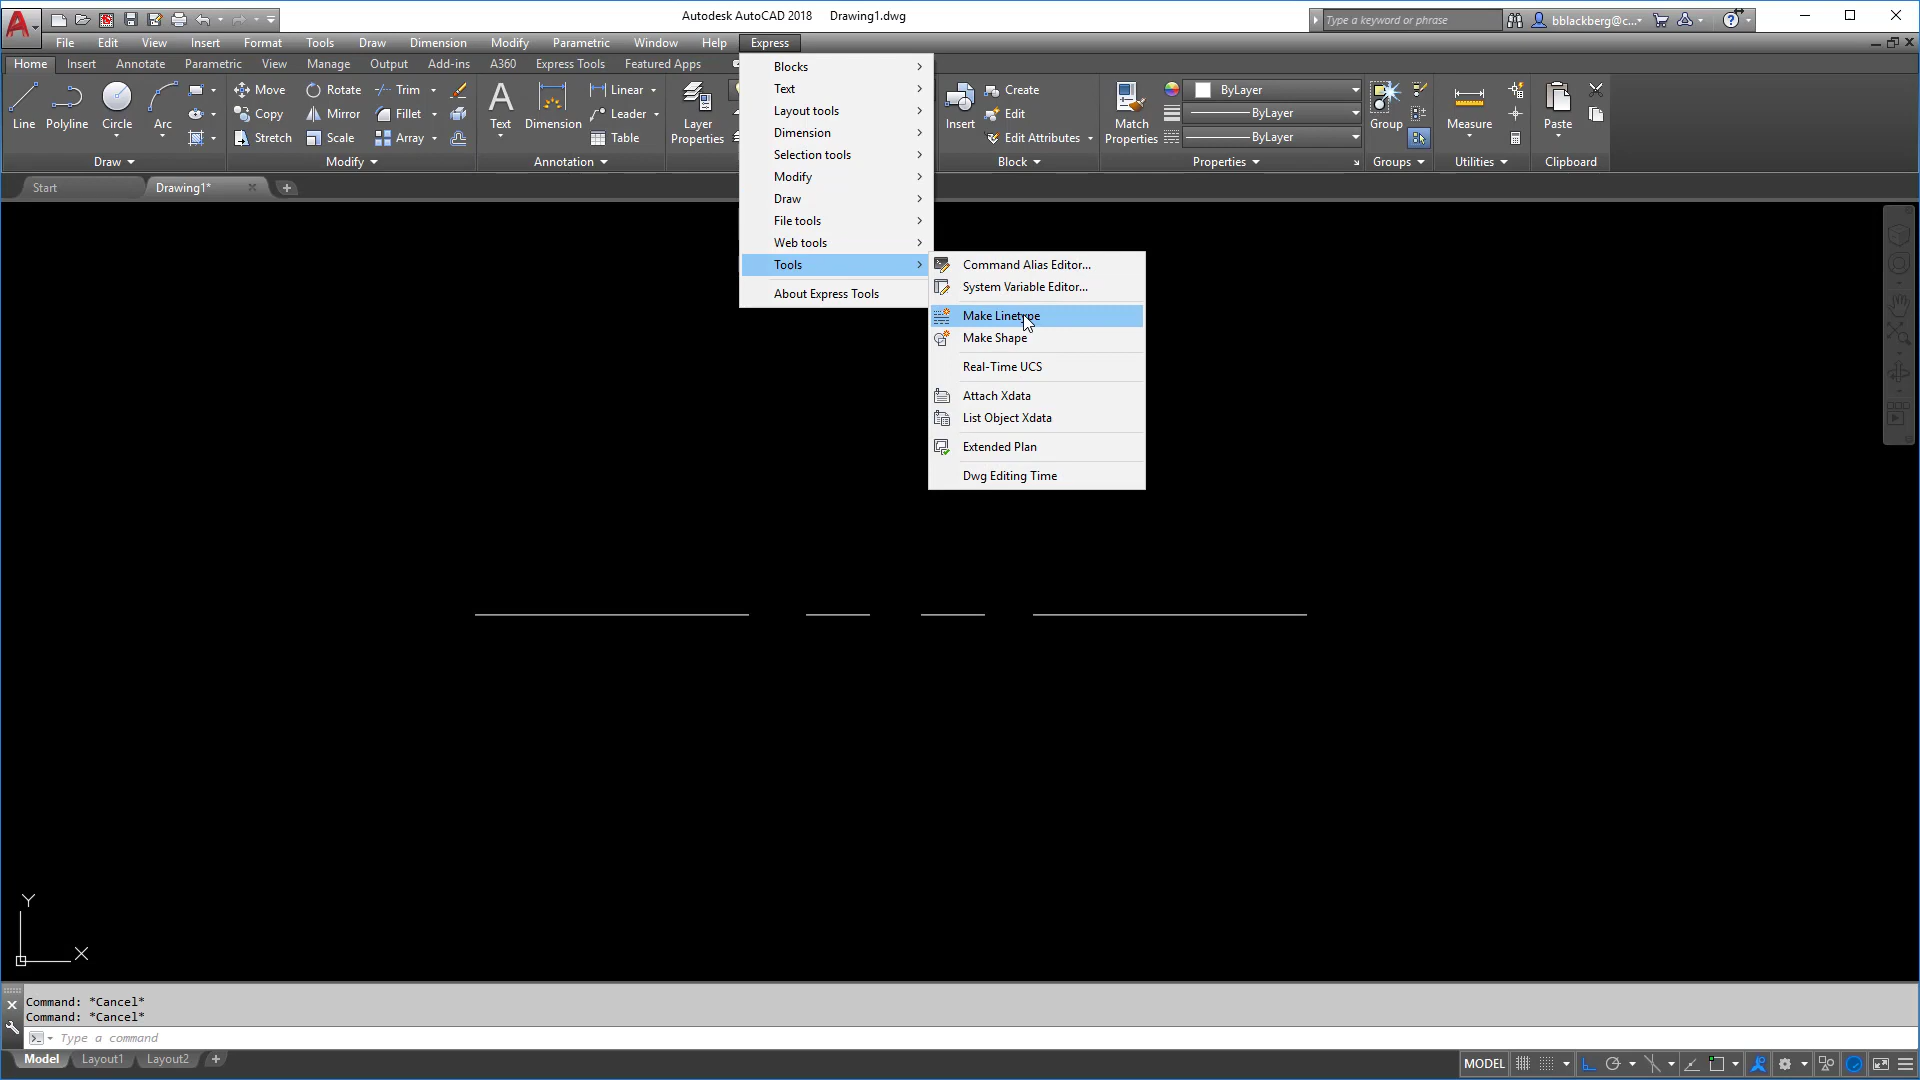 Autodesk AutoCAD 2018 Drawing1.dwg
Type a keyword or phrase
bblackberg@c...
File Edit View Insert Format Tools Draw Dimension Modify Parametric Window Help Express
Home Insert Annotate Parametric View Manage Output Add-ins A360 Express Tools Featured Apps
Line
Polyline
Circle
Arc
Draw
Move
Rotate
Trim
Copy
Mirror
Fillet
Stretch
Scale
Array
Modify
Text
Dimension
Linear
Leader
Table
Annotation
Layer
Properties
Insert
Create
Edit
Edit Attributes
Block
Match
Properties
ByLayer
ByLayer
ByLayer
Properties
Group
Groups
Measure
Utilities
Paste
Clipboard
Start
Drawing1*
Blocks
Text
Layout tools
Dimension
Selection tools
Modify
Draw
File tools
Web tools
Tools
About Express Tools
Command Alias Editor...
System Variable Editor...
Make Linetype
Make Shape
Real-Time UCS
Attach Xdata
List Object Xdata
Extended Plan
Dwg Editing Time
Y
X
Command: *Cancel*
Command: *Cancel*
Type a command
Model Layout1 Layout2
MODEL